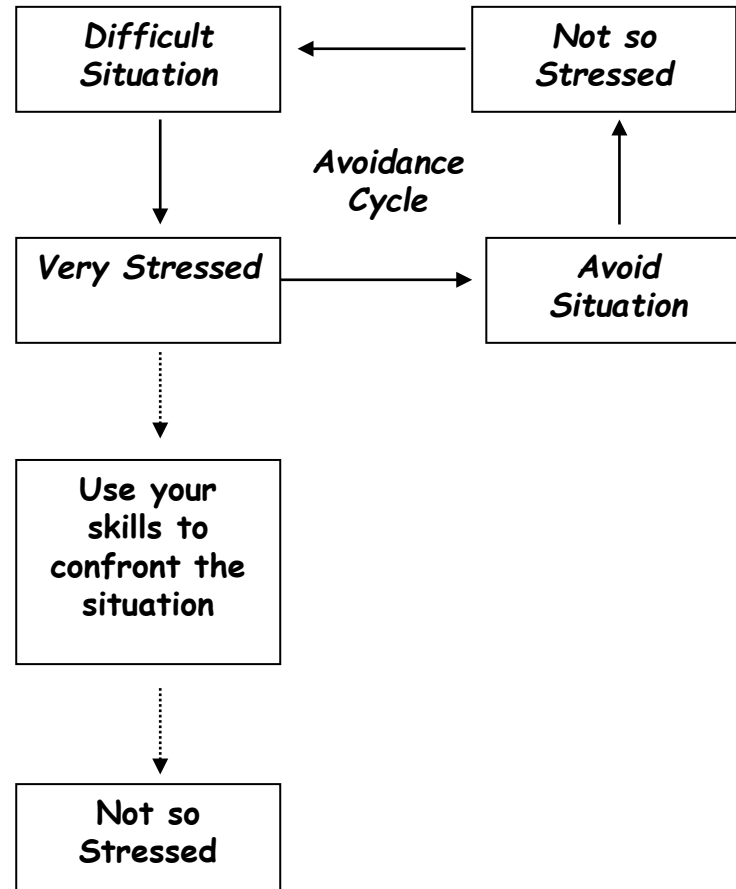 Difficult
Situation
Not so
Stressed
Avoidance
Cycle
Very Stressed
Avoid
Situation
Use your
skills to
confront the
situation
Not so
Stressed